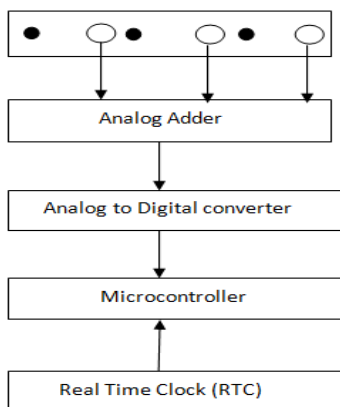 Analog Adder
Analog to Digital converter
Microcontroller
Real Time Clock (RTC)